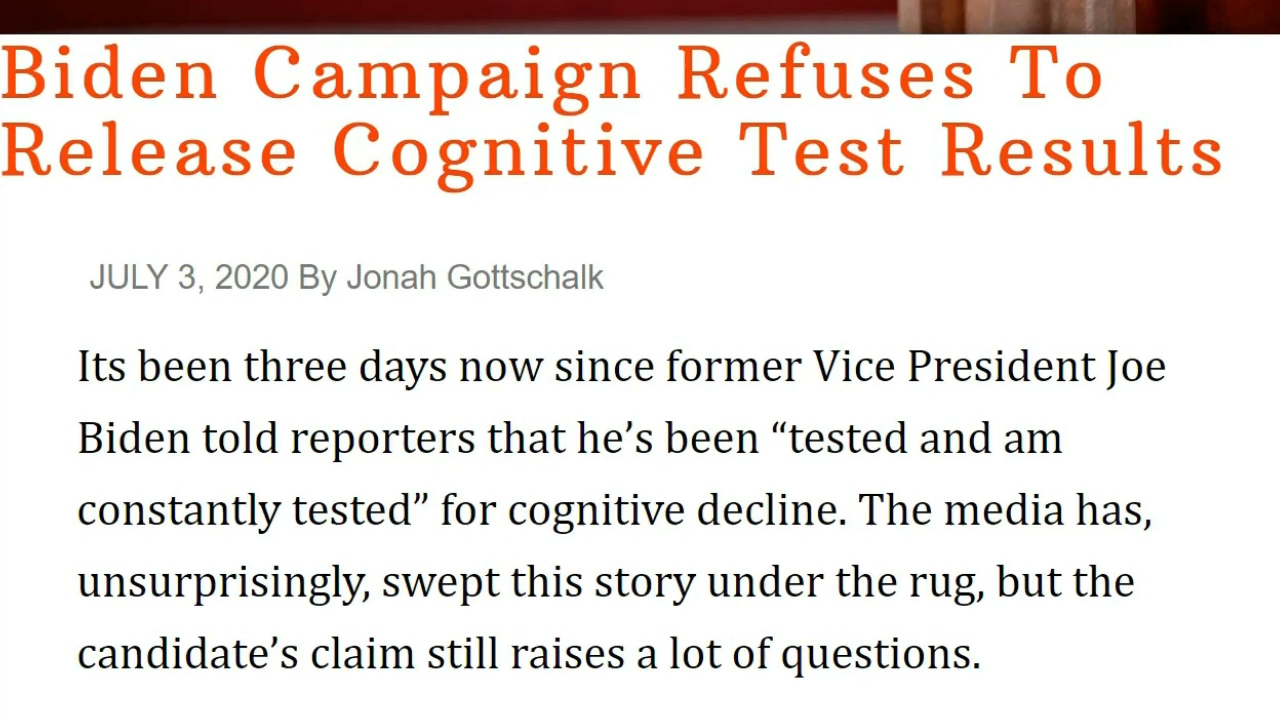 Biden Campaign Refuses To
Release Cognitive Test Results
JULY 3, 2020 By Jonah Gottschalk
Its been three days now since former Vice President Joe
Biden told reporters that he’s been “tested and am
constantly tested” for cognitive decline. The media has,
unsurprisingly, swept this story under the rug, but the
candidate’s claim still raises a lot of questions.